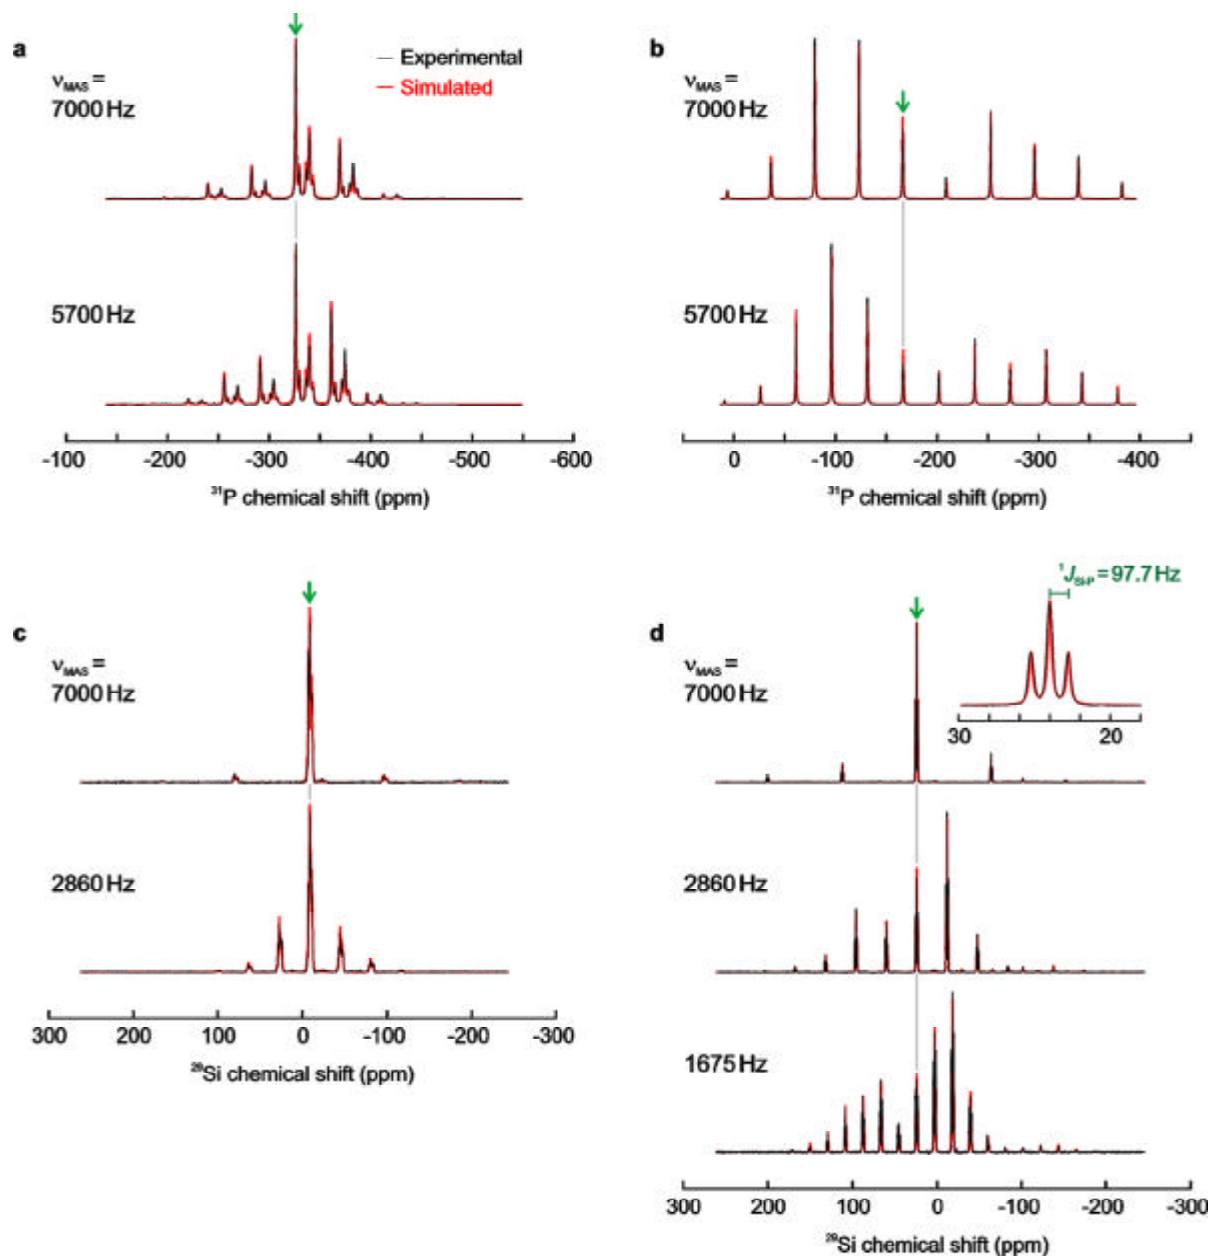 a
ν_MAS =
7000 Hz
Experimental
Simulated
5700 Hz
-100 -200 -300 -400 -500 -600
³¹P chemical shift (ppm)
b
ν_MAS =
7000 Hz
5700 Hz
0 -100 -200 -300 -400
³¹P chemical shift (ppm)
c
ν_MAS =
7000 Hz
2860 Hz
300 200 100 0 -100 -200 -300
²⁹Si chemical shift (ppm)
d
ν_MAS =
7000 Hz
¹J_Si-P = 97.7 Hz
30 20
2860 Hz
1675 Hz
300 200 100 0 -100 -200 -300
²⁹Si chemical shift (ppm)